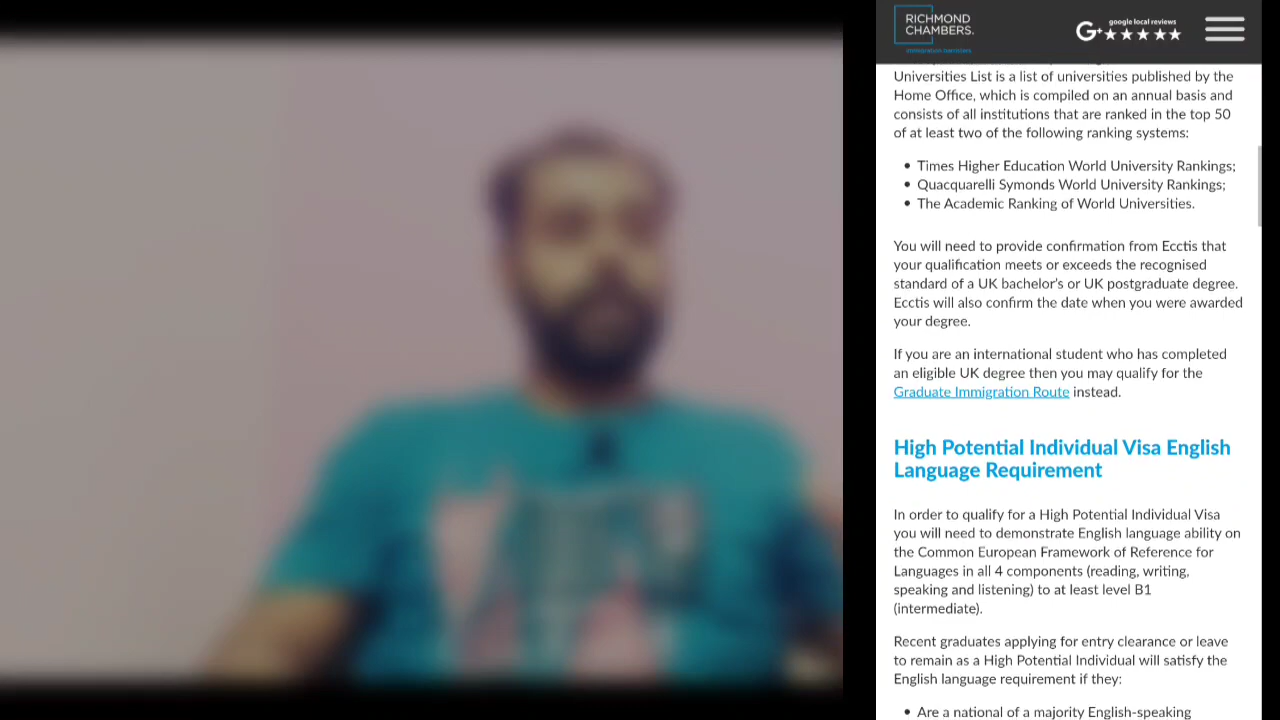 RICHMOND
CHAMBERS.
immigration barristers
google local reviews
G+
Universities List is a list of universities published by the
Home Office, which is compiled on an annual basis and
consists of all institutions that are ranked in the top 50
of at least two of the following ranking systems:
• Times Higher Education World University Rankings;
• Quacquarelli Symonds World University Rankings;
• The Academic Ranking of World Universities.
You will need to provide confirmation from Ecctis that
your qualification meets or exceeds the recognised
standard of a UK bachelor's or UK postgraduate degree.
Ecctis will also confirm the date when you were awarded
your degree.
If you are an international student who has completed
an eligible UK degree then you may qualify for the
Graduate Immigration Route instead.
High Potential Individual Visa English
Language Requirement
In order to qualify for a High Potential Individual Visa
you will need to demonstrate English language ability on
the Common European Framework of Reference for
Languages in all 4 components (reading, writing,
speaking and listening) to at least level B1
(intermediate).
Recent graduates applying for entry clearance or leave
to remain as a High Potential Individual will satisfy the
English language requirement if they:
• Are a national of a majority English-speaking